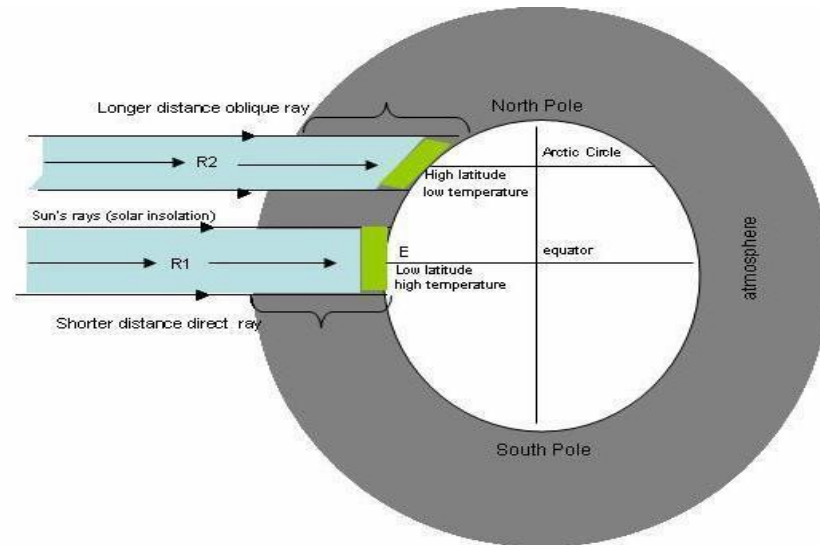 North Pole
Longer distance oblique ray
Arctic Circle
R2
High latitude
low temperature
Sun's rays (solar insolation)
E
equator
R1
Low latitude
high temperature
atmosphere
Shorter distance direct ray
South Pole